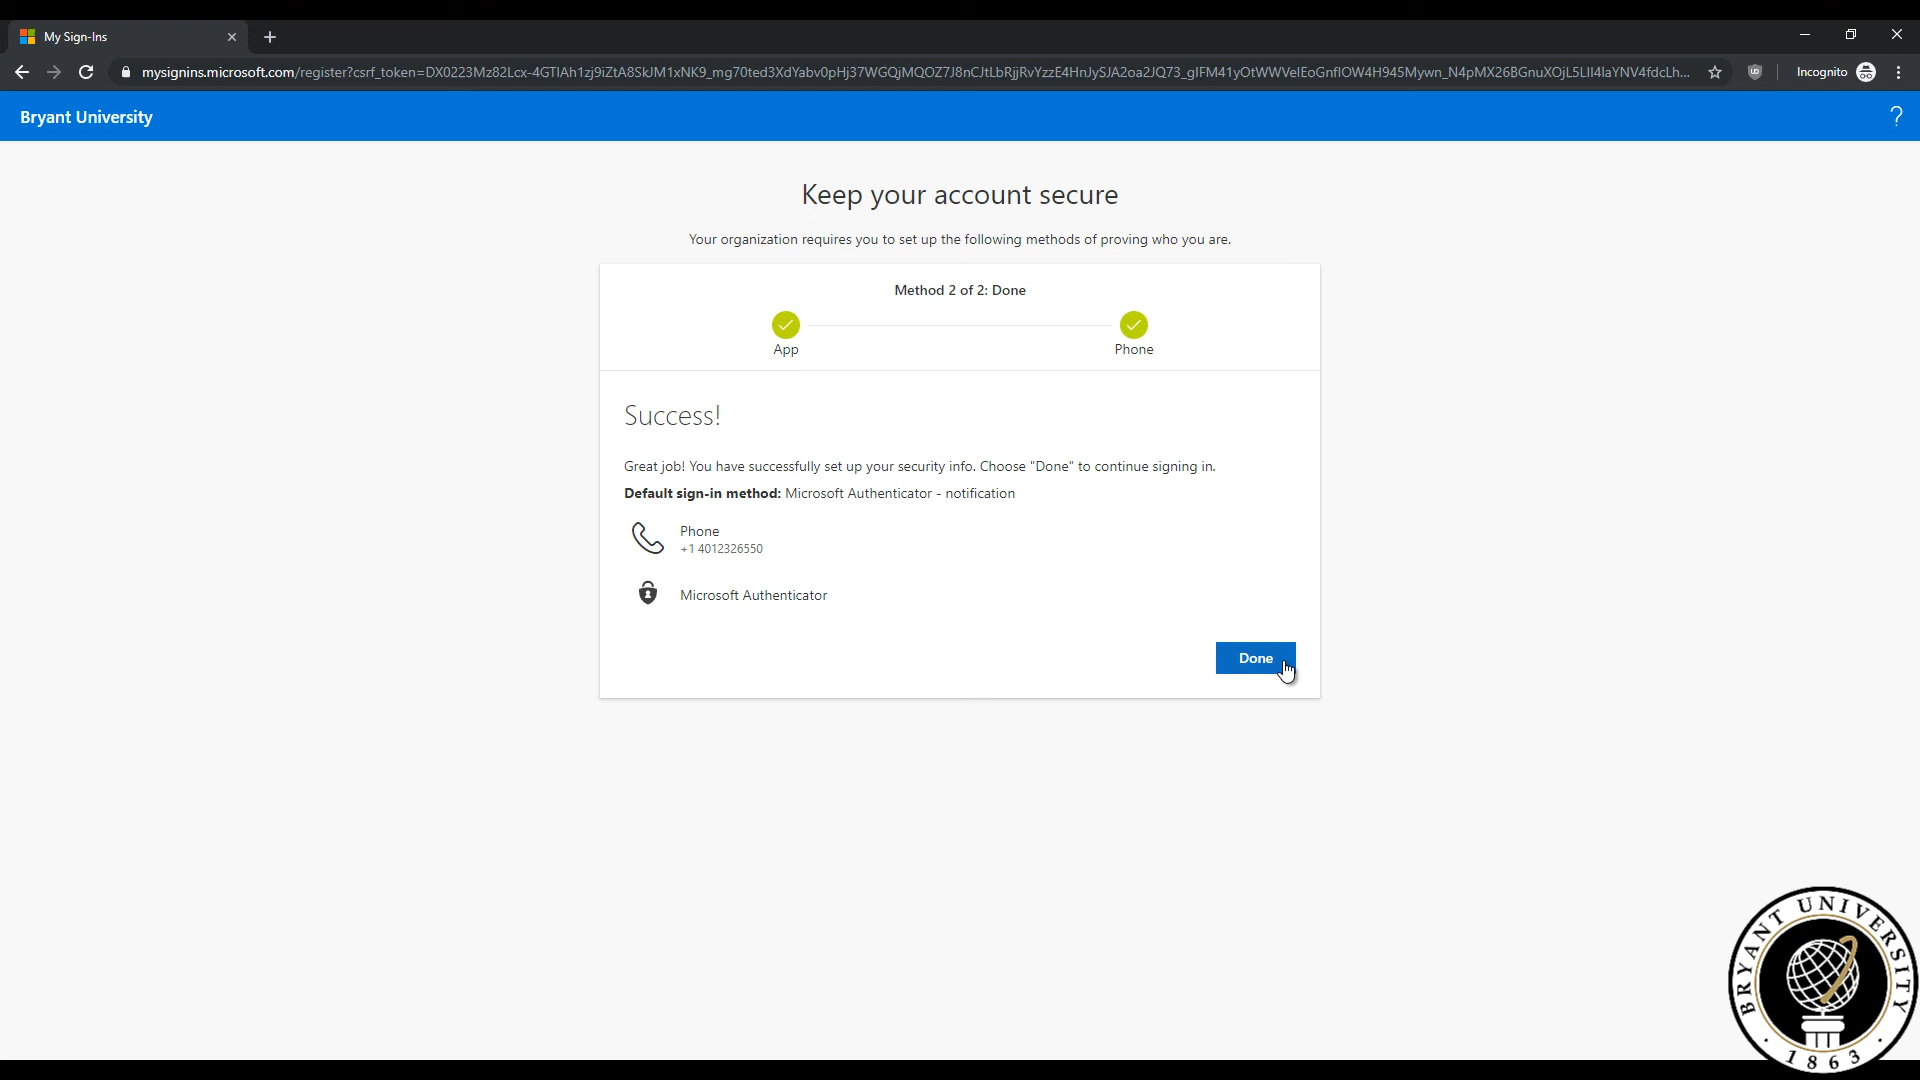 My Sign-Ins
mysignins.microsoft.com/register?csrf_token=DX0223Mz82Lcx-4GTIAh1zj9iZtA8SkJM1xNK9_mg70ted3XdYabv0pHj37WGQjMQOZ7J8nCJtLbRjjRvYzzE4HnJySJA2oa2JQ73_gIFM41yOtWWVeIEoGnfIOW4H945Mywn_N4pMX26BGnuXOjL5LII4IaYNV4fdcLh...
Incognito
Bryant University
?
Keep your account secure
Your organization requires you to set up the following methods of proving who you are.
Method 2 of 2: Done
App
Phone
Success!
Great job! You have successfully set up your security info. Choose "Done" to continue signing in.
Default sign-in method: Microsoft Authenticator - notification
Phone
+1 4012326550
Microsoft Authenticator
Done
BRYANT UNIVERSITY
· 1863 ·